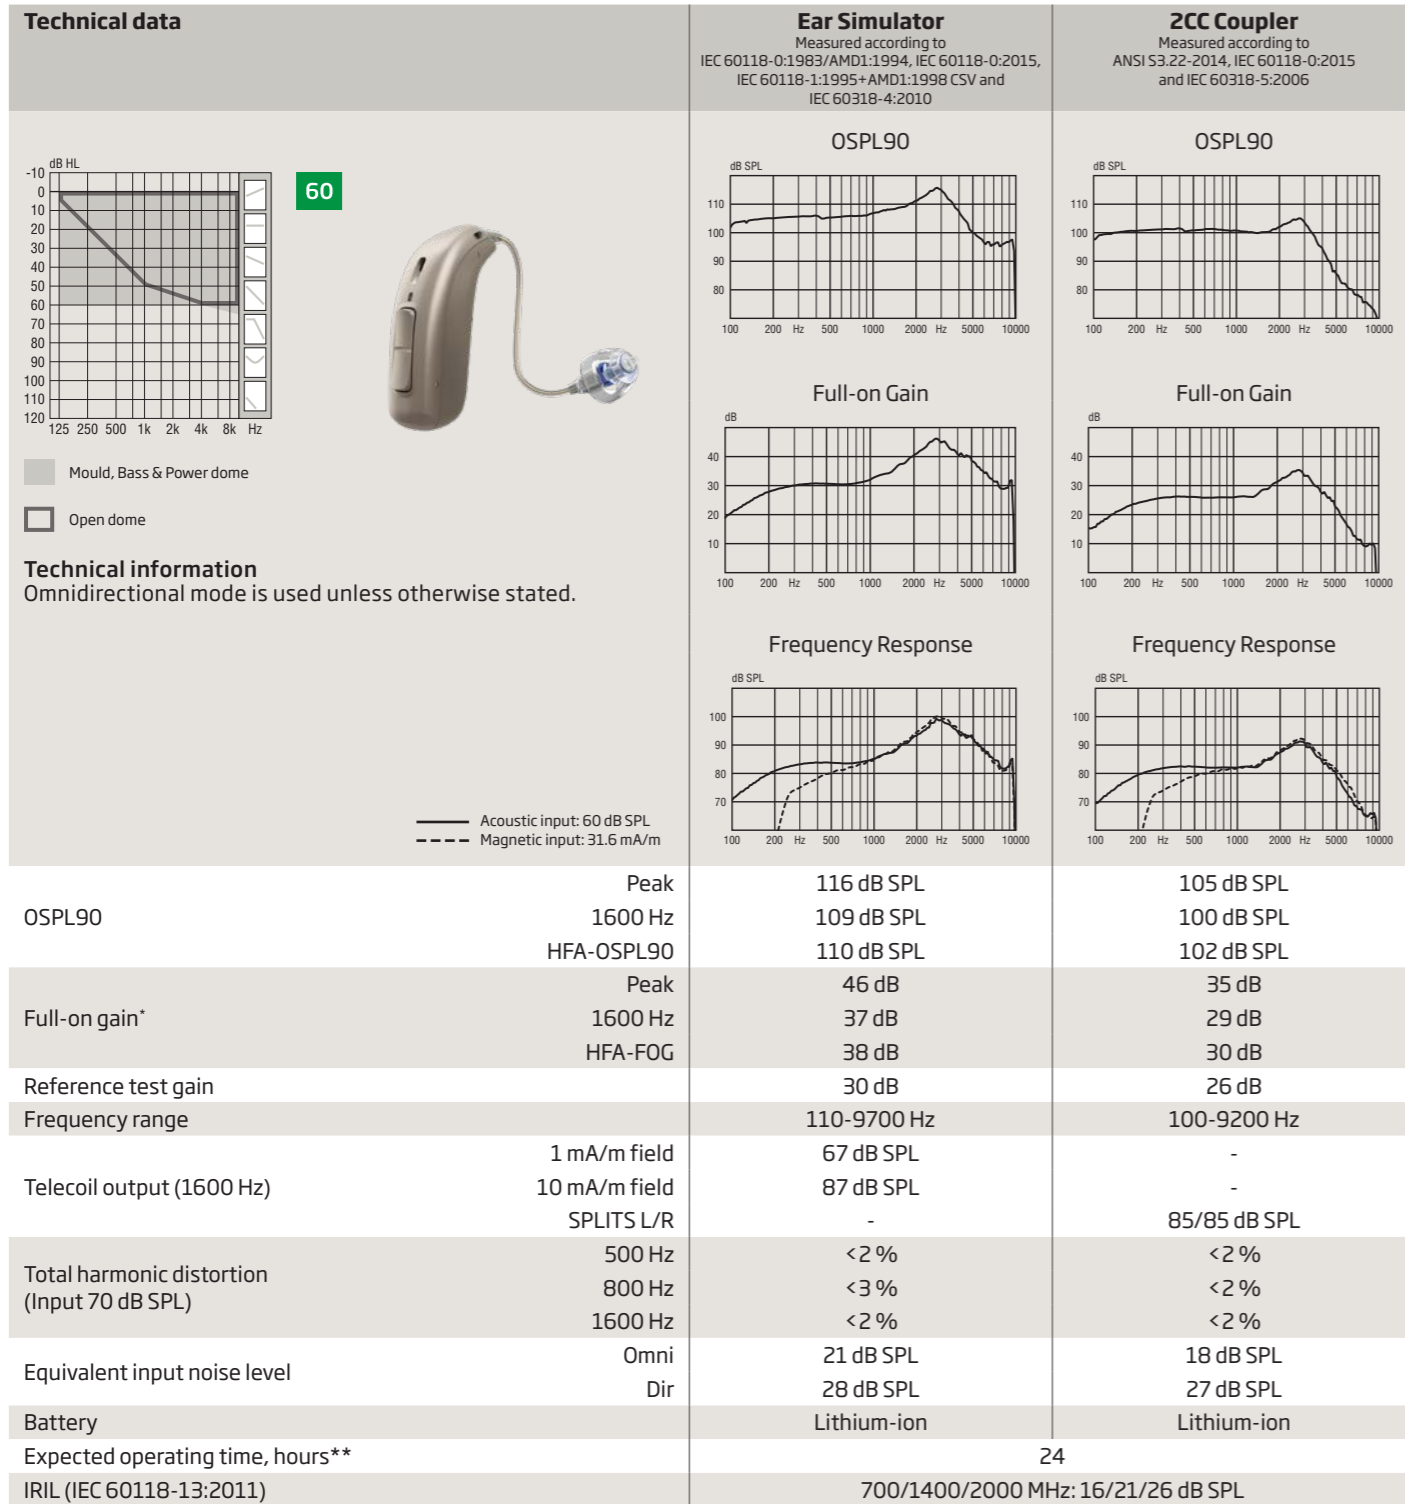 Technical data
Ear Simulator
Measured according to
IEC 60118-0:1983/AMD1:1994, IEC 60118-0:2015,
IEC 60118-1:1995+AMD1:1998 CSV and
IEC 60318-4:2010
2CC Coupler
Measured according to
ANSI S3.22-2014, IEC 60118-0:2015
and IEC 60318-5:2006
dB HL
-10
0
10
20
30
40
50
60
70
80
90
100
110
120
125 250 500 1k 2k 4k 8k Hz
60
Mould, Bass & Power dome
Open dome
Technical information
Omnidirectional mode is used unless otherwise stated.
Acoustic input: 60 dB SPL
Magnetic input: 31.6 mA/m
OSPL90
dB SPL
110
100
90
80
100 200 Hz 500 1000 2000 Hz 5000 10000
OSPL90
dB SPL
110
100
90
80
100 200 Hz 500 1000 2000 Hz 5000 10000
Full-on Gain
dB
40
30
20
10
100 200 Hz 500 1000 2000 Hz 5000 10000
Full-on Gain
dB
40
30
20
10
100 200 Hz 500 1000 2000 Hz 5000 10000
Frequency Response
dB SPL
100
90
80
70
100 200 Hz 500 1000 2000 Hz 5000 10000
Frequency Response
dB SPL
100
90
80
70
100 200 Hz 500 1000 2000 Hz 5000 10000
OSPL90
Peak 116 dB SPL 105 dB SPL
1600 Hz 109 dB SPL 100 dB SPL
HFA-OSPL90 110 dB SPL 102 dB SPL
Full-on gain*
Peak 46 dB 35 dB
1600 Hz 37 dB 29 dB
HFA-FOG 38 dB 30 dB
Reference test gain 30 dB 26 dB
Frequency range 110-9700 Hz 100-9200 Hz
Telecoil output (1600 Hz)
1 mA/m field 67 dB SPL -
10 mA/m field 87 dB SPL -
SPLITS L/R - 85/85 dB SPL
Total harmonic distortion
(Input 70 dB SPL)
500 Hz <2 % <2 %
800 Hz <3 % <2 %
1600 Hz <2 % <2 %
Equivalent input noise level
Omni 21 dB SPL 18 dB SPL
Dir 28 dB SPL 27 dB SPL
Battery Lithium-ion Lithium-ion
Expected operating time, hours** 24
IRIL (IEC 60118-13:2011) 700/1400/2000 MHz: 16/21/26 dB SPL